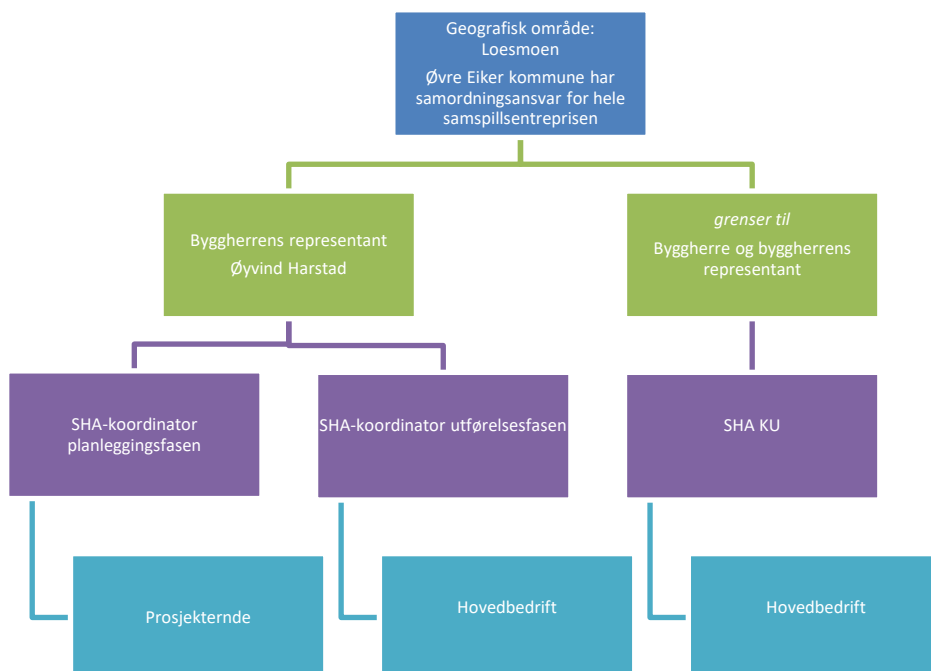 Geografisk område:
Loesmoen
Øvre Eiker kommune har
samordningsansvar for hele
samspillsentreprisen
Byggherrens representant
Øyvind Harstad
grenser til
Byggherre og byggherrens
representant
SHA-koordinator
planleggingsfasen
SHA-koordinator utførelsesfasen
SHA KU
Prosjekternde
Hovedbedrift
Hovedbedrift